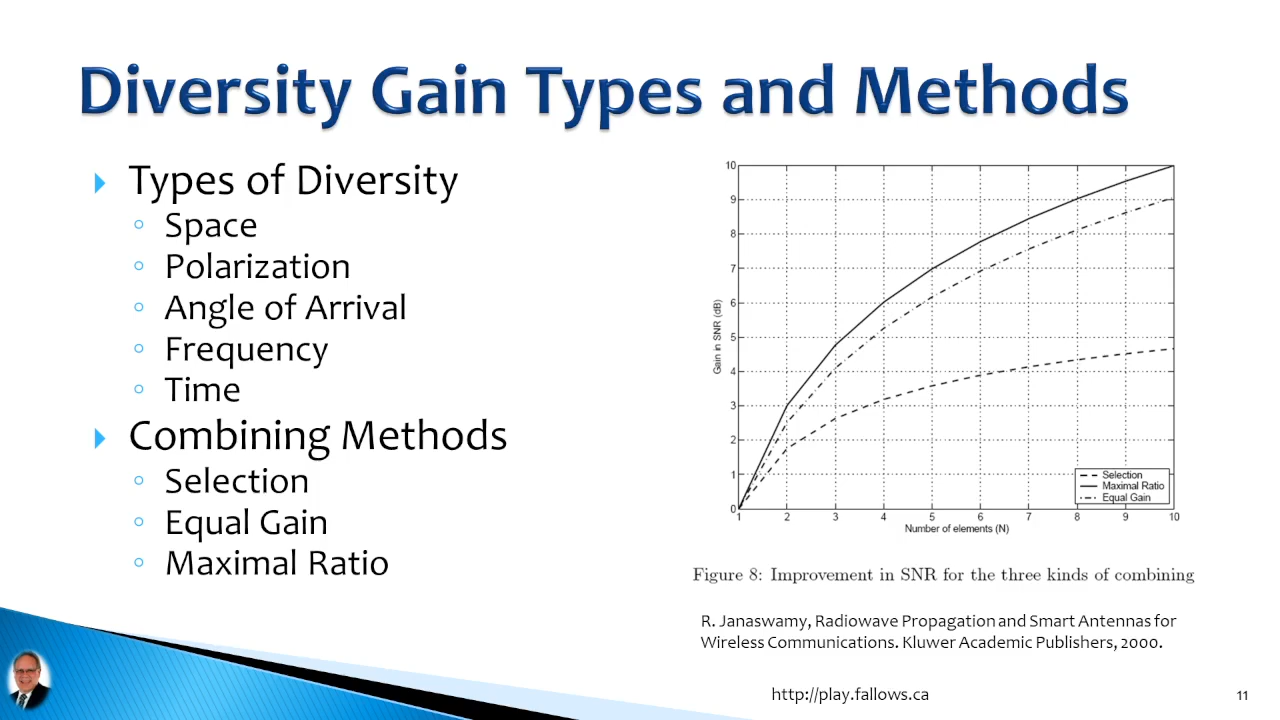 Diversity Gain Types and Methods
Types of Diversity
Space
Polarization
Angle of Arrival
Frequency
Time
Combining Methods
Selection
Equal Gain
Maximal Ratio
10
9
8
7
6
5
4
3
2
1
0
Gain in SNR (dB)
1 2 3 4 5 6 7 8 9 10
Number of elements (N)
Selection
Maximal Ratio
Equal Gain
Figure 8: Improvement in SNR for the three kinds of combining
R. Janaswamy, Radiowave Propagation and Smart Antennas for
Wireless Communications. Kluwer Academic Publishers, 2000.
http://play.fallows.ca
11